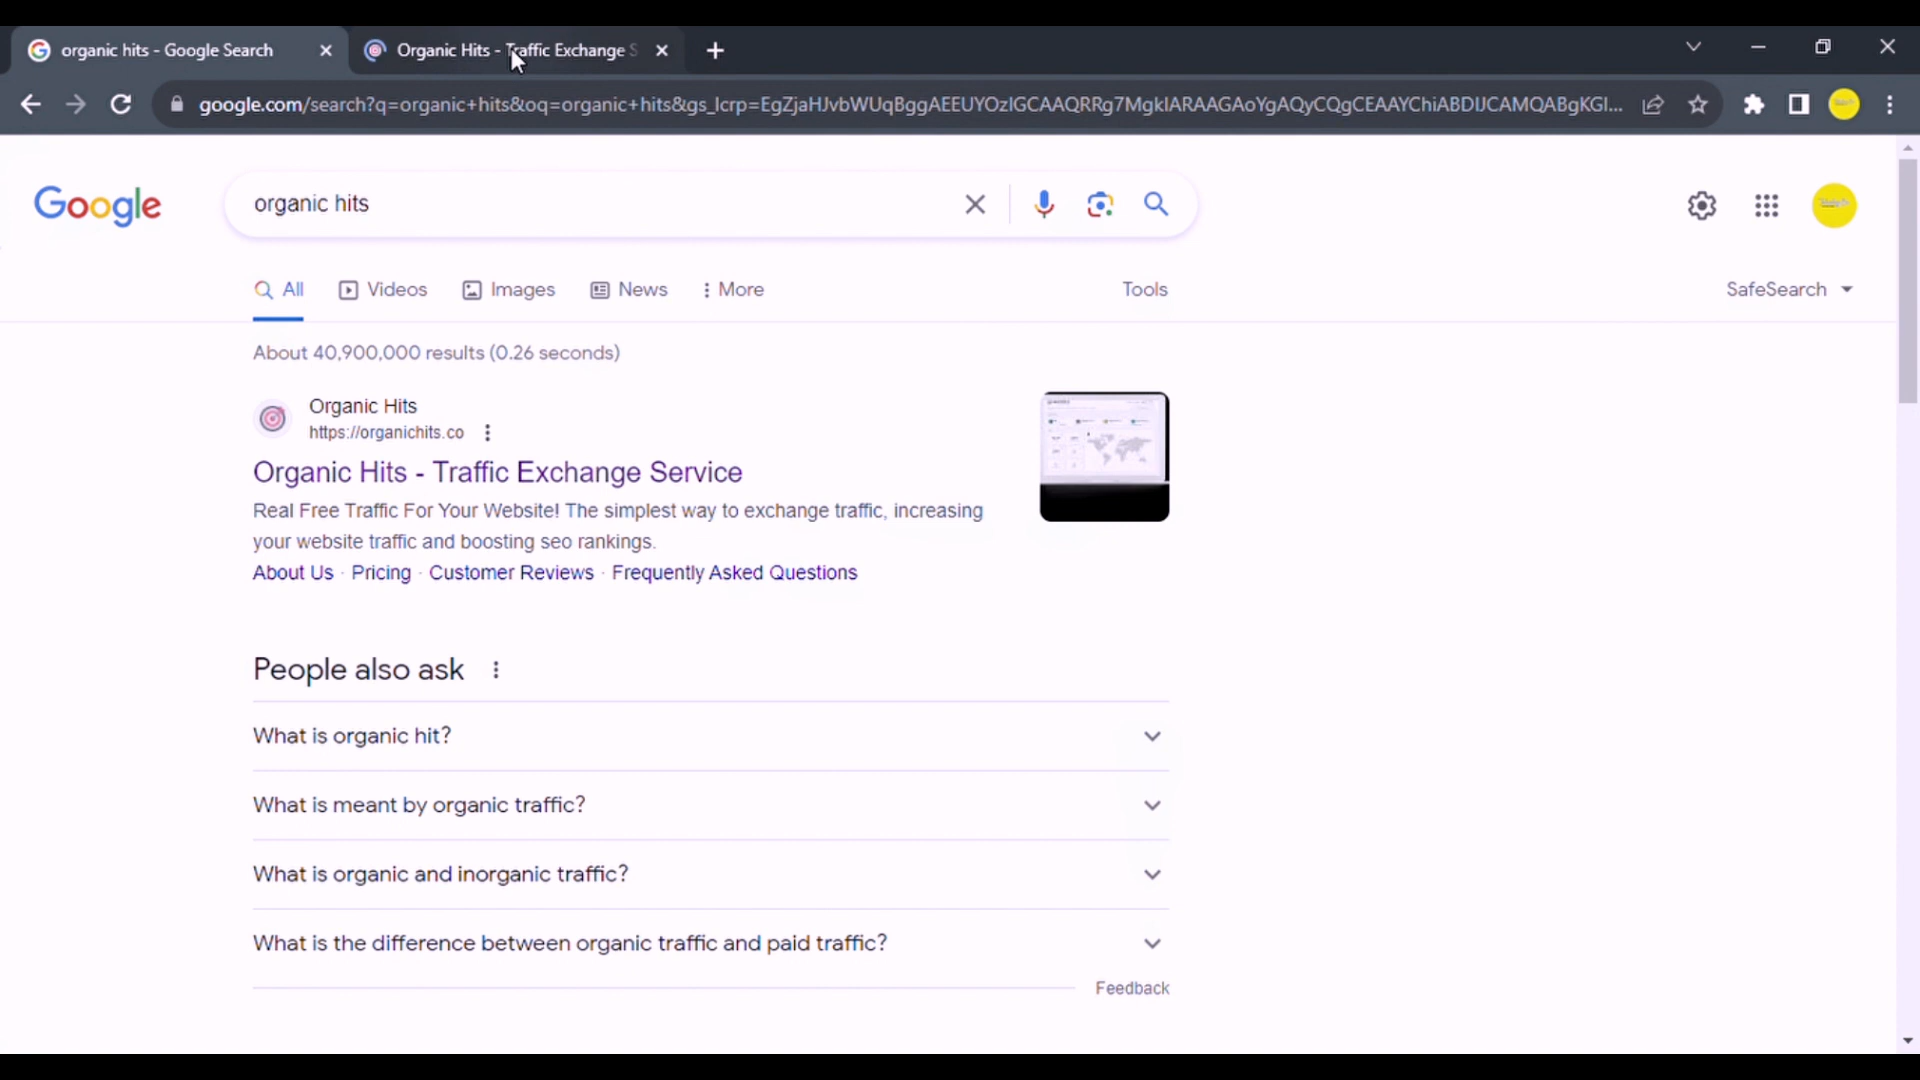 organic hits - Google Search
Organic Hits - Traffic Exchange S
google.com/search?q=organic+hits&oq=organic+hits&gs_lcrp=EgZjaHJvbWUqBggAEEUYOzIGCAAQRRg7MgkIARAAGAoYgAQyCQgCEAAYChiABDIJCAMQABgKGI...
Google
organic hits
All
Videos
Images
News
More
Tools
SafeSearch
About 40,900,000 results (0.26 seconds)
Organic Hits
https://organichits.co
Organic Hits - Traffic Exchange Service
Real Free Traffic For Your Website! The simplest way to exchange traffic, increasing
your website traffic and boosting seo rankings.
About Us · Pricing · Customer Reviews · Frequently Asked Questions
People also ask
What is organic hit?
What is meant by organic traffic?
What is organic and inorganic traffic?
What is the difference between organic traffic and paid traffic?
Feedback